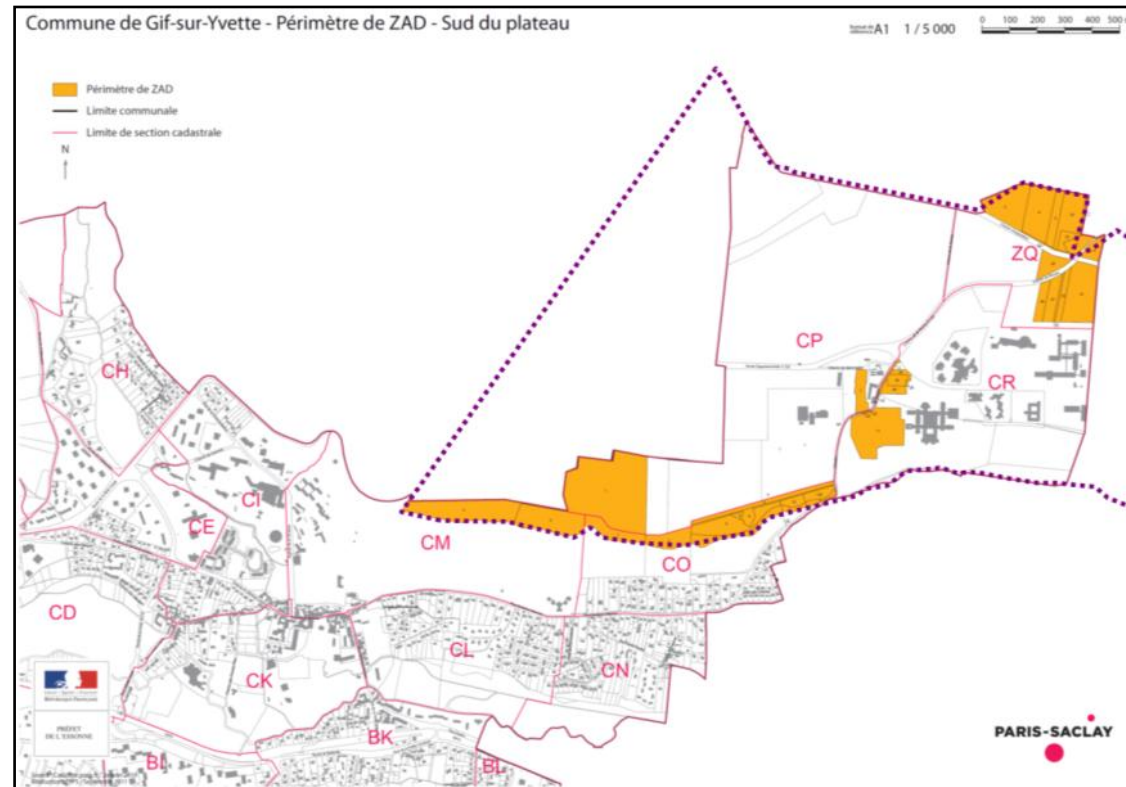 Commune de Gif-sur-Yvette - Périmètre de ZAD - Sud du plateau
A1 1 / 5 000
0 100 200 300 400 500
Périmètre de ZAD
Limite communale
Limite de section cadastrale
N
ZQ
CP
CH
CR
CI
CE
CM
CO
CD
CL
CN
CK
BK
BI
BL
PRÉFET
DE L'ESSONNE
PARIS-SACLAY